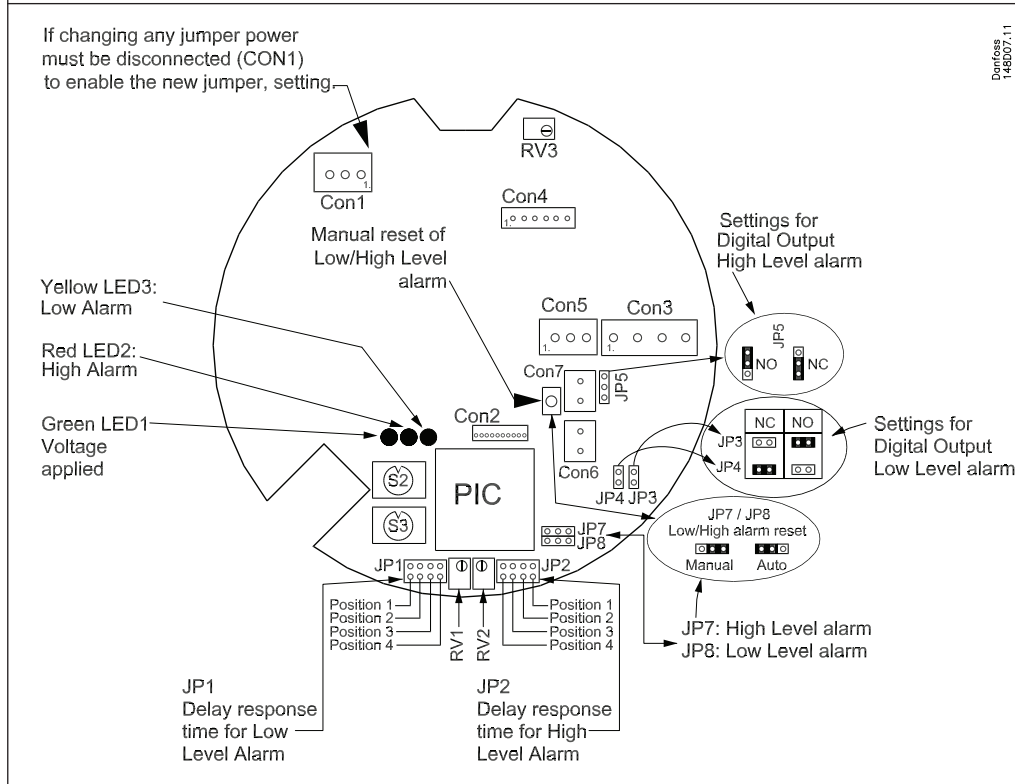 If changing any jumper power
must be disconnected (CON1)
to enable the new jumper, setting.
Danfoss
148D07.11
RV3
1.
Con1
Con4
1.
Manual reset of
Low/High Level
alarm
Settings for
Digital Output
High Level alarm
Yellow LED3:
Low Alarm
Red LED2:
High Alarm
Green LED1
Voltage
applied
Con5
Con3
1.
1.
JP5
NO
NC
Con7
JP5
Con2
NC
NO
JP3
JP4
Settings for
Digital Output
Low Level alarm
Con6
S2
S3
PIC
JP4
JP3
JP7
JP8
JP7 / JP8
Low/High alarm reset
Manual
Auto
JP1
JP2
Position 1
Position 2
Position 3
Position 4
RV1
RV2
Position 1
Position 2
Position 3
Position 4
JP7: High Level alarm
JP8: Low Level alarm
JP1
Delay response
time for Low
Level Alarm
JP2
Delay response
time for High
Level Alarm